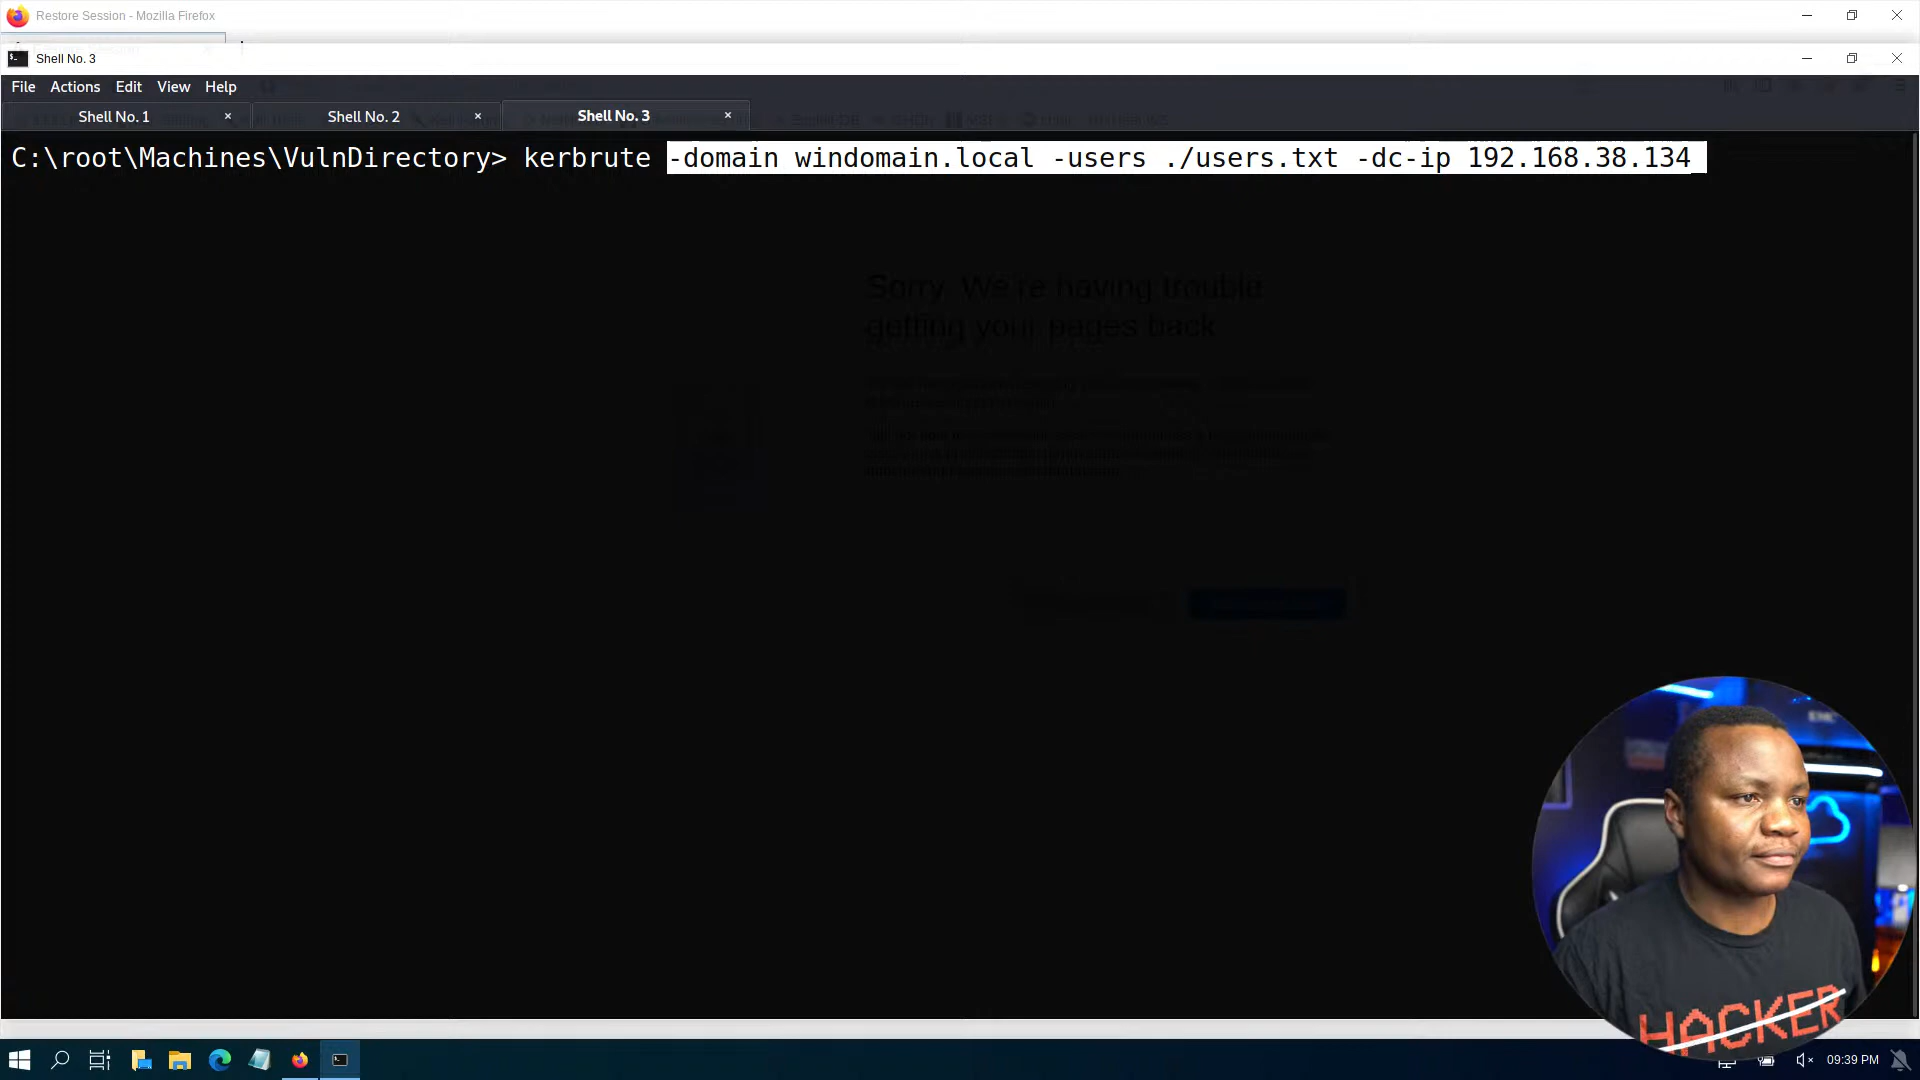 Restore Session - Mozilla Firefox
Shell No. 3
File Actions Edit View Help
Shell No. 1 × Shell No. 2 × Shell No. 3 ×
C:\root\Machines\VulnDirectory> kerbrute -domain windomain.local -users ./users.txt -dc-ip 192.168.38.134
Sorry. We're having trouble
getting your pages back
HACKER
09:39 PM